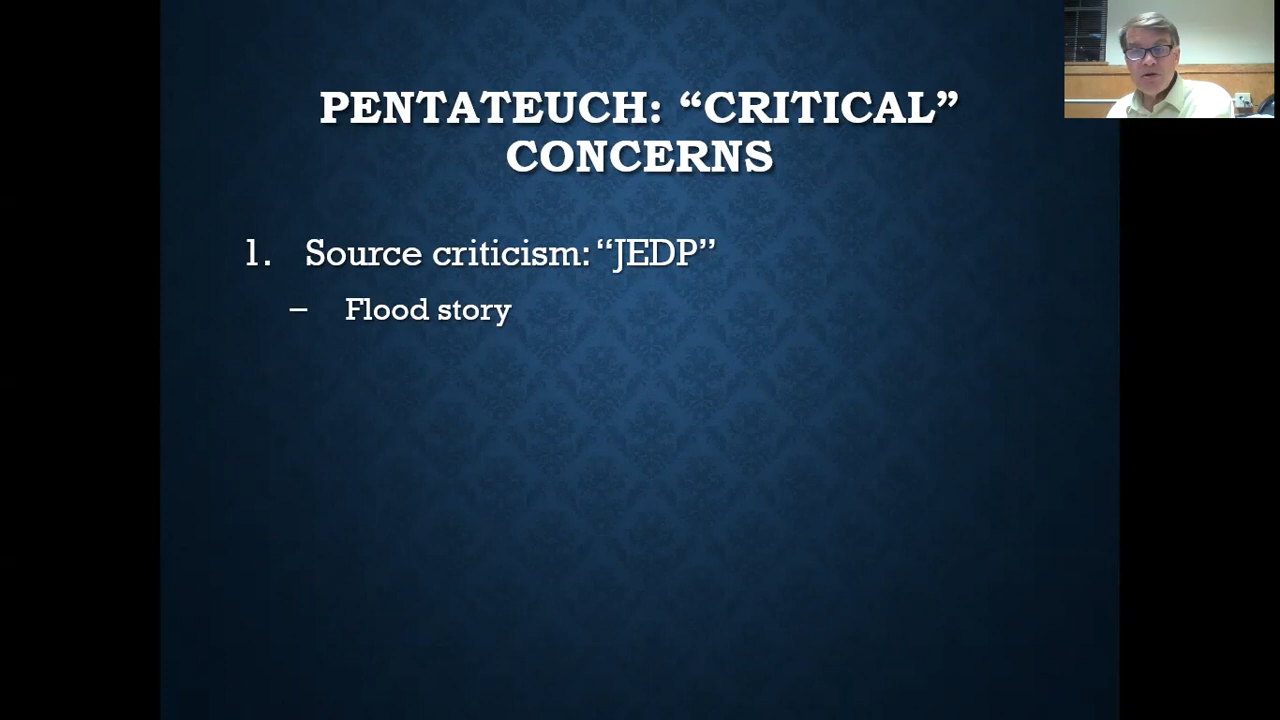 PENTATEUCH: “CRITICAL”
CONCERNS
1. Source criticism: “JEDP”
– Flood story